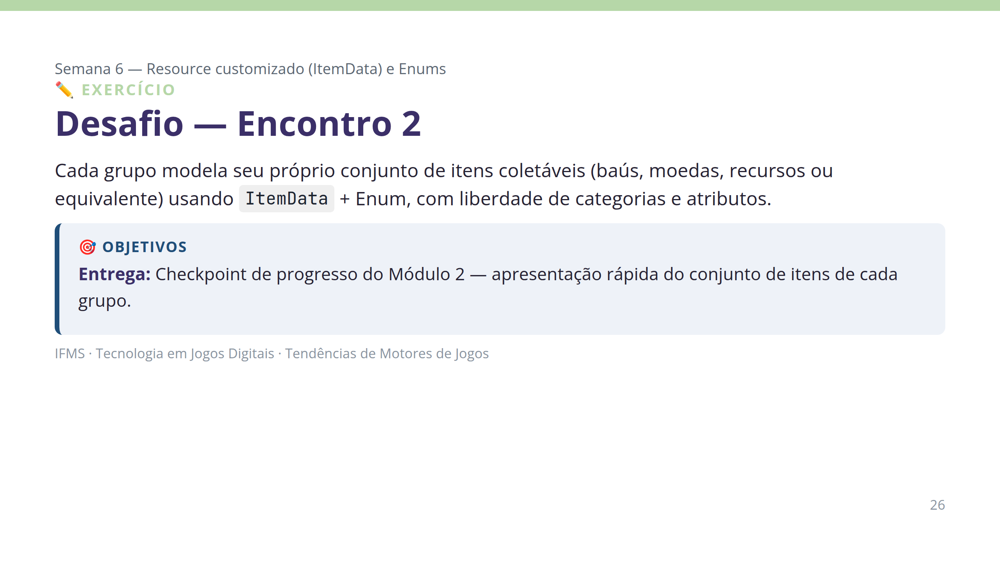 Semana 6 — Resource customizado (ItemData) e Enums
✏️ EXERCÍCIO
Desafio — Encontro 2
Cada grupo modela seu próprio conjunto de itens coletáveis (baús, moedas, recursos ou
equivalente) usando ItemData + Enum, com liberdade de categorias e atributos.
🎯 OBJETIVOS
Entrega: Checkpoint de progresso do Módulo 2 — apresentação rápida do conjunto de itens de cada
grupo.
IFMS · Tecnologia em Jogos Digitais · Tendências de Motores de Jogos
26